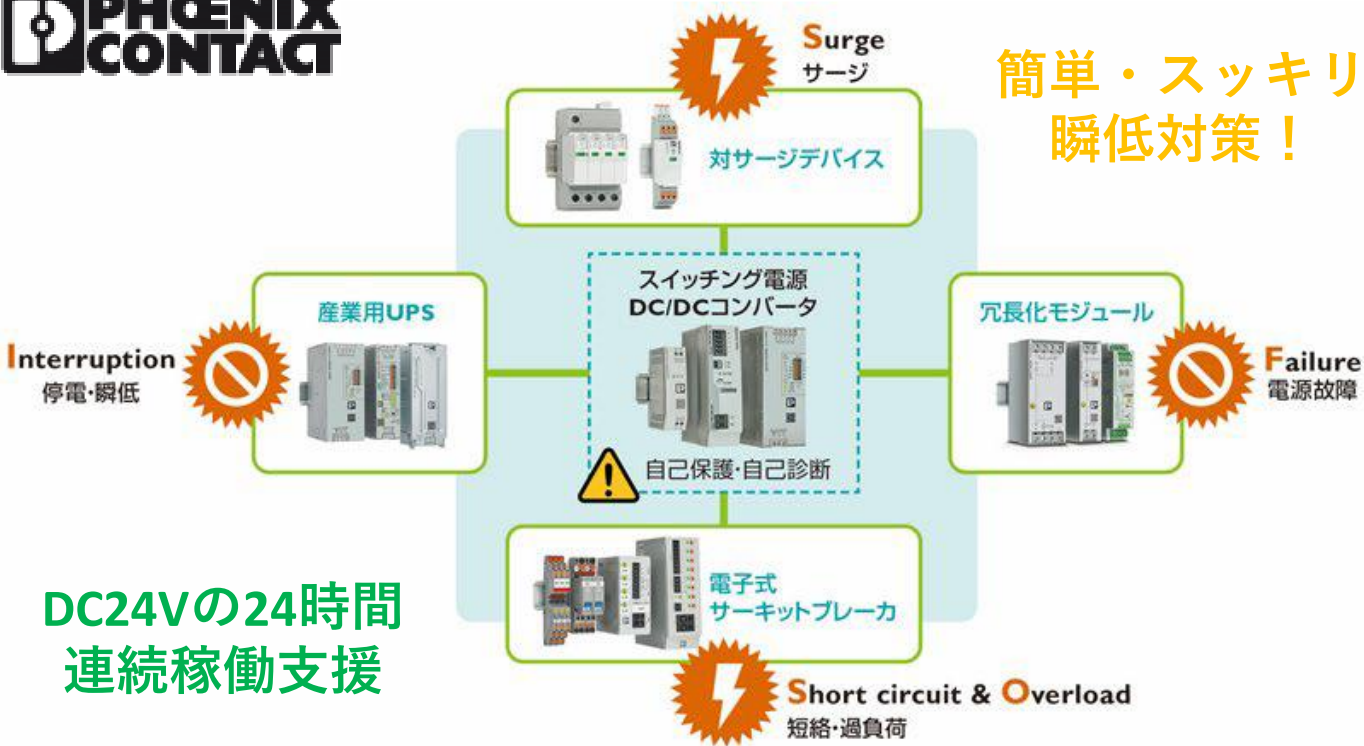 PHŒNIX
CONTACT
Surge
サージ
簡単・スッキリ
瞬低対策！
対サージデバイス
スイッチング電源
DC/DCコンバータ
産業用UPS
冗長化モジュール
Interruption
停電・瞬低
Failure
電源故障
自己保護・自己診断
電子式
サーキットブレーカ
DC24Vの24時間
連続稼働支援
Short circuit & Overload
短絡・過負荷